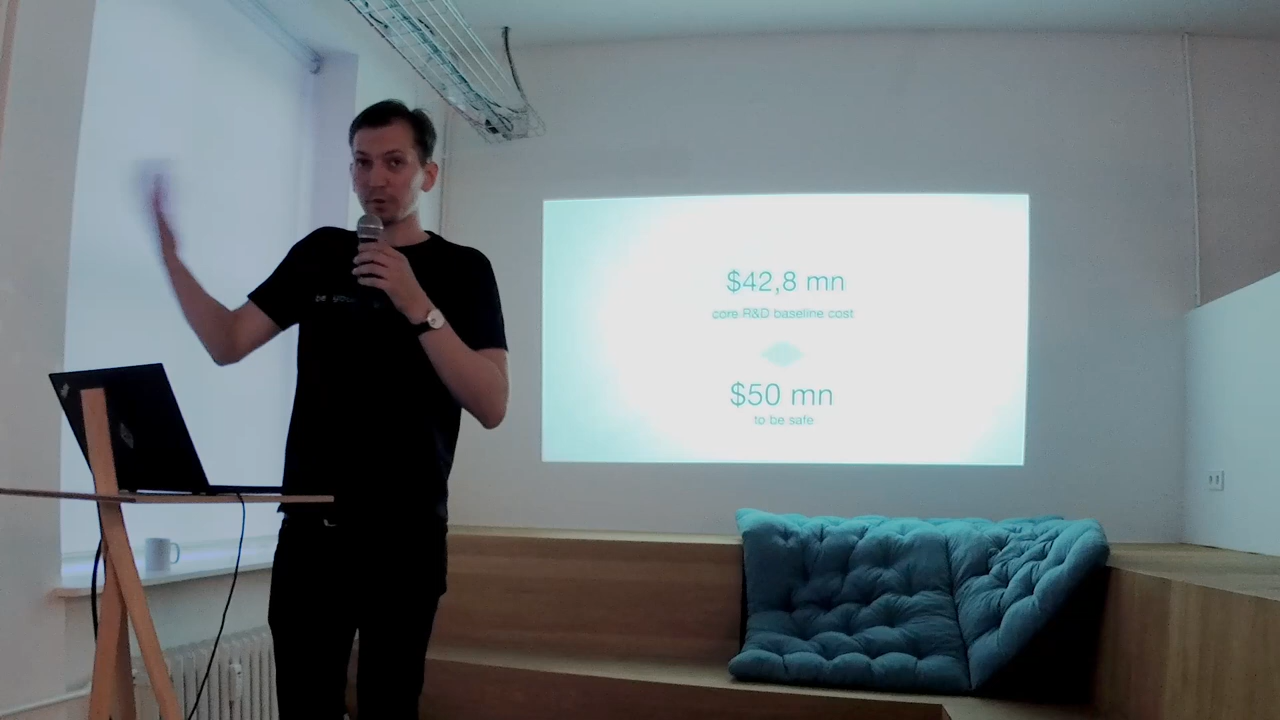 $42,8 mn
core R&D baseline cost
$50 mn
to be safe